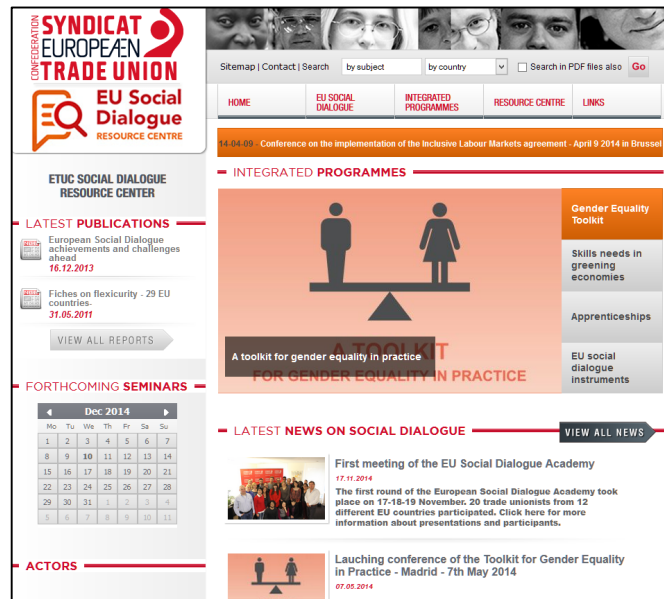 CONFEDERATION
SYNDICAT
EUROPEÆN
TRADE UNION
EU Social
Dialogue
RESOURCE CENTRE
Sitemap | Contact | Search by subject by country Search in PDF files also Go
HOME
EU SOCIAL
DIALOGUE
INTEGRATED
PROGRAMMES
RESOURCE CENTRE
LINKS
14-04-09 - Conference on the implementation of the Inclusive Labour Markets agreement - April 9 2014 in Brussel
ETUC SOCIAL DIALOGUE
RESOURCE CENTER
LATEST PUBLICATIONS
European Social Dialogue
achievements and challenges
ahead
16.12.2013
Fiches on flexicurity - 29 EU
countries-
31.05.2011
VIEW ALL REPORTS
FORTHCOMING SEMINARS
Dec 2014
Mo Tu We Th Fr Sa Su
1 2 3 4 5 6 7
8 9 10 11 12 13 14
15 16 17 18 19 20 21
22 23 24 25 26 27 28
29 30 31 1 2 3 4
5 6 7 8 9 10 11
ACTORS
INTEGRATED PROGRAMMES
A TOOLKIT
A toolkit for gender equality in practice
FOR GENDER EQUALITY IN PRACTICE
Gender Equality
Toolkit
Skills needs in
greening
economies
Apprenticeships
EU social
dialogue
instruments
LATEST NEWS ON SOCIAL DIALOGUE
VIEW ALL NEWS
First meeting of the EU Social Dialogue Academy
17.11.2014
The first round of the European Social Dialogue Academy took
place on 17-18-19 November. 20 trade unionists from 12
different EU countries participated. Click here for more
information about presentations and participants.
Lauching conference of the Toolkit for Gender Equality
in Practice - Madrid - 7th May 2014
07.05.2014